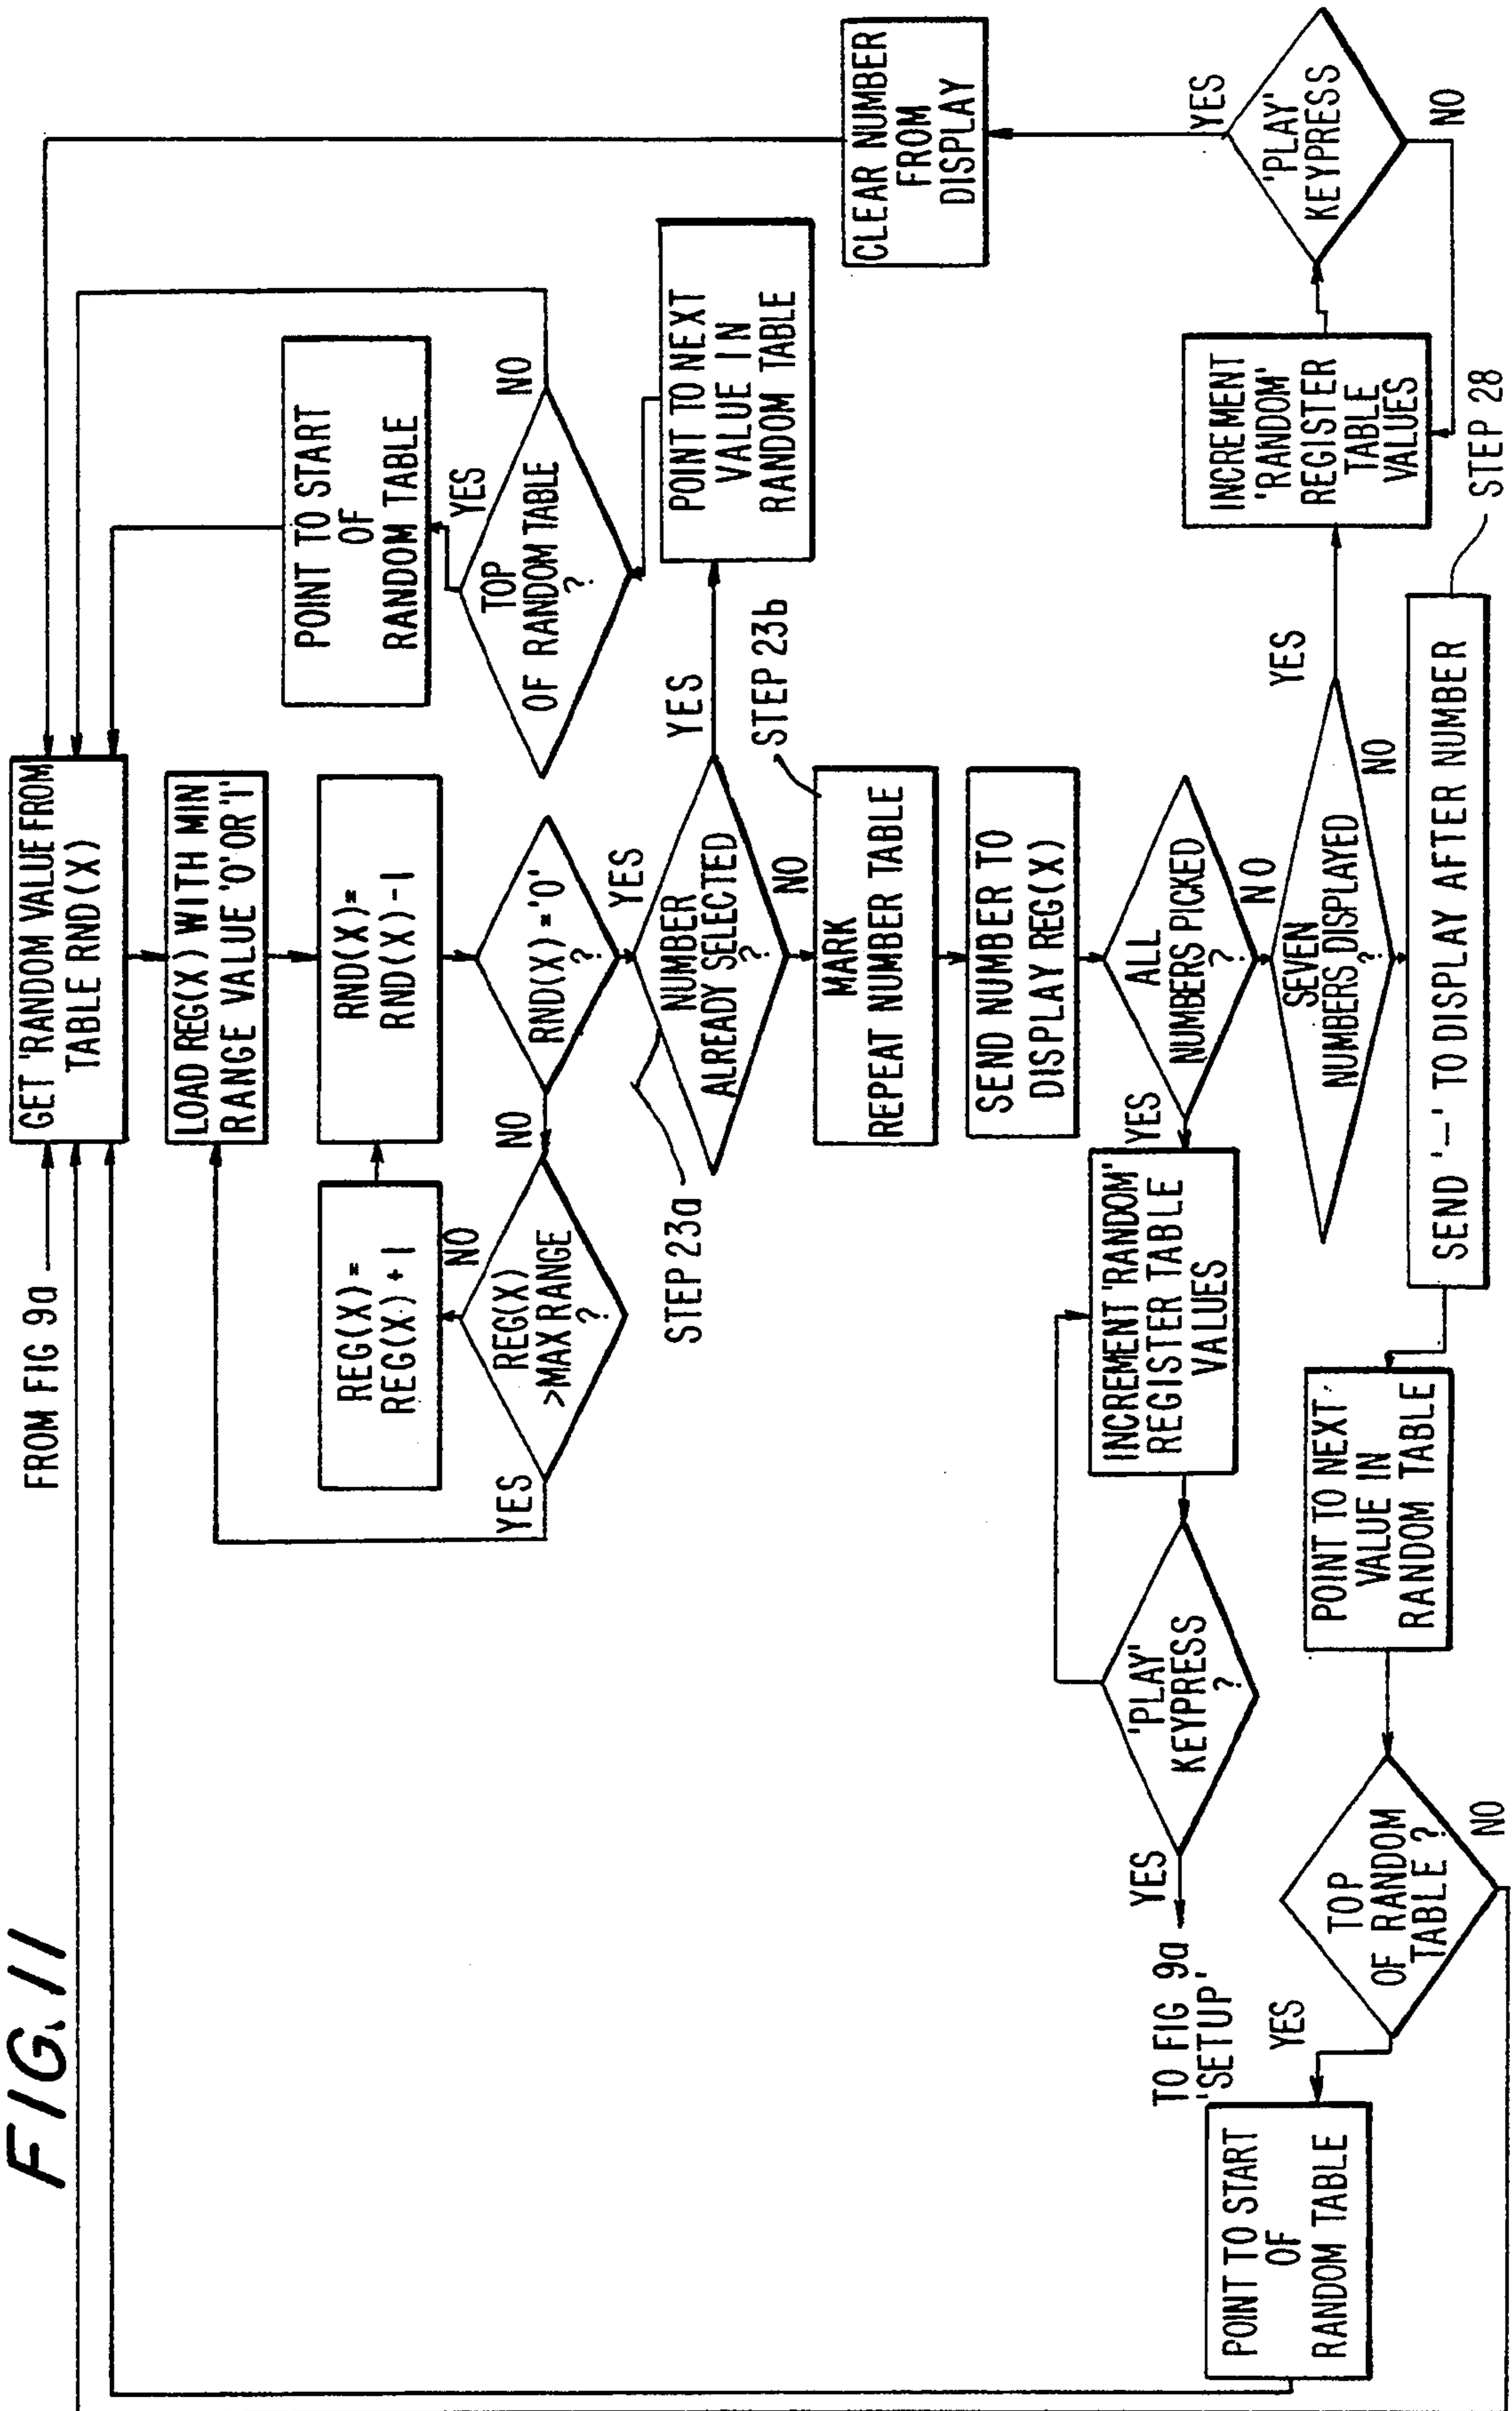 FIG. 11
FROM FIG 9a
GET 'RANDOM VALUE FROM
TABLE RND(X)
LOAD REG(X) WITH MIN
RANGE VALUE '0' OR '1'
RND(X)=
RND(X)-1
RND(X)='0'
?
YES
NO
REG(X)
>MAX RANGE
?
NO
YES
REG(X)=
REG(X)+1
NUMBER
ALREADY SELECTED
?
STEP 23a
YES
NO
POINT TO NEXT
VALUE IN
RANDOM TABLE
TOP
OF RANDOM TABLE
?
YES
NO
POINT TO START
OF
RANDOM TABLE
MARK
REPEAT NUMBER TABLE
STEP 23b
SEND NUMBER TO
DISPLAY REG(X)
ALL
NUMBERS PICKED
?
YES
NO
INCREMENT 'RANDOM'
REGISTER TABLE
VALUES
'PLAY'
KEYPRESS
?
YES
TO FIG 9a
'SETUP'
SEVEN
NUMBERS DISPLAYED
?
YES
NO
INCREMENT
'RANDOM'
REGISTER
TABLE
VALUES
'PLAY'
KEYPRESS
YES
NO
CLEAR NUMBER
FROM
DISPLAY
SEND '-' TO DISPLAY AFTER NUMBER
STEP 28
POINT TO NEXT
VALUE IN
RANDOM TABLE
TOP
OF RANDOM
TABLE ?
YES
NO
POINT TO START
OF
RANDOM TABLE